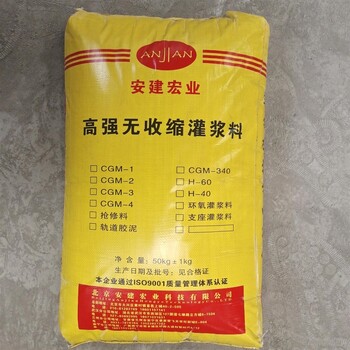 ANJIAN
安建宏业
高强无收缩灌浆料
CGM-1 CGM-340
CGM-2 H-60
CGM-3 H-40
CGM-4 环氧灌浆料
抢修料 支座灌浆料
轨道胶泥
净含量：50kg±1kg
生产日期及批号：见合格证
本企业通过ISO9001质量管理体系认证
北京安建宏业科技有限公司